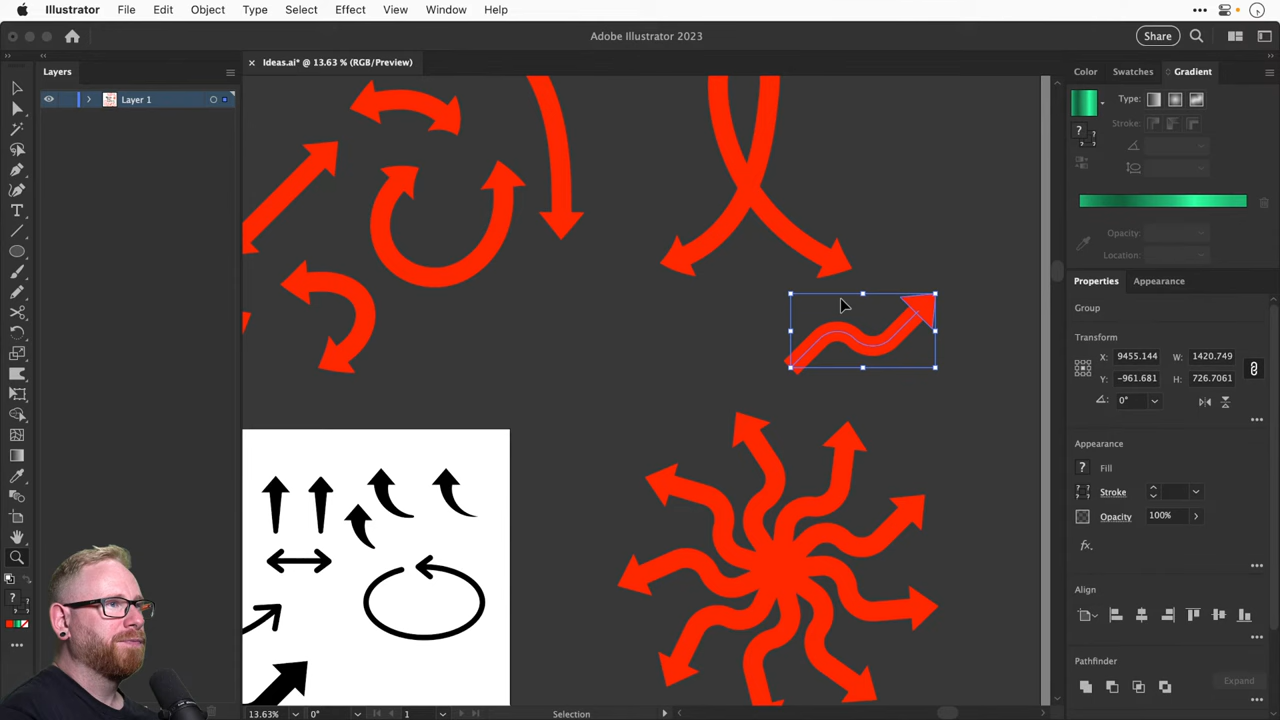 Illustrator File Edit Object Type Select Effect View Window Help
Adobe Illustrator 2023
Share
Layers
Ideas.ai* @ 13.63 % (RGB/Preview)
Color Swatches Gradient
Layer 1
Type:
Stroke:
Opacity:
Location:
Properties Appearance
Group
Transform
X: 9455.144 W: 1420.749
Y: -961.681 H: 726.7061
0°
Appearance
Fill
Stroke
Opacity 100%
fx.
Align
Pathfinder
Expand
13.63% 0° 1 Selection